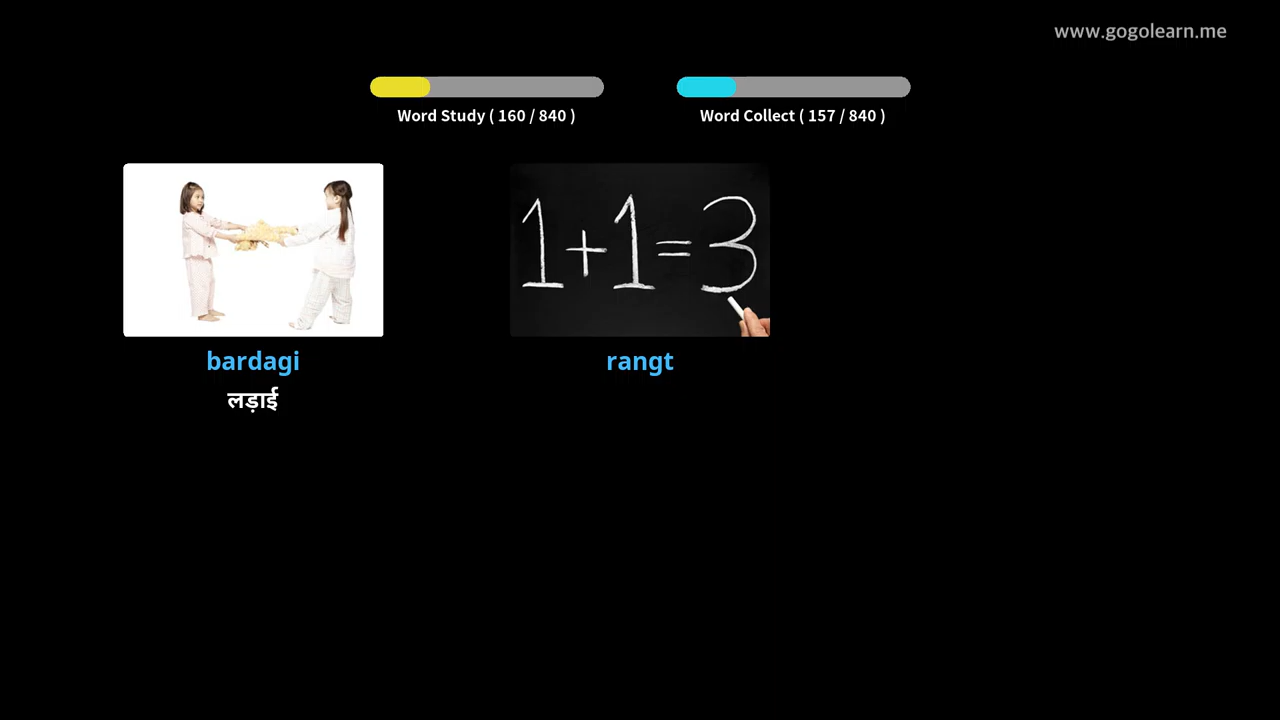 www.gogolearn.me
Word Study ( 160 / 840 )
Word Collect ( 157 / 840 )
1+1=3
bardagi
rangt
लड़ाई